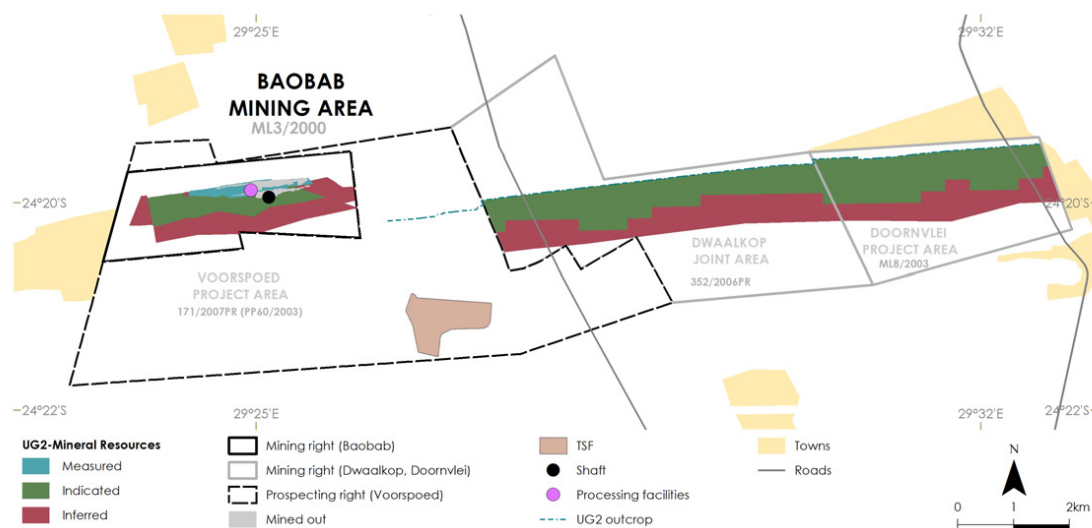 29°25'E
29°32'E
BAOBAB
MINING AREA
ML3/2000
24°20'S
24°20'S
DWAALKOP
JOINT AREA
352/2006PR
DOORNVLEI
PROJECT AREA
ML8/2003
VOORSPOED
PROJECT AREA
171/2007PR (PP60/2003)
24°22'S
29°25'E
29°32'E
24°22'S
UG2-Mineral Resources
Measured
Indicated
Inferred
Mining right (Baobab)
Mining right (Dwaalkop, Doornvlei)
Prospecting right (Voorspoed)
Mined out
TSF
Shaft
Processing facilities
UG2 outcrop
Towns
Roads
N
0 1 2km